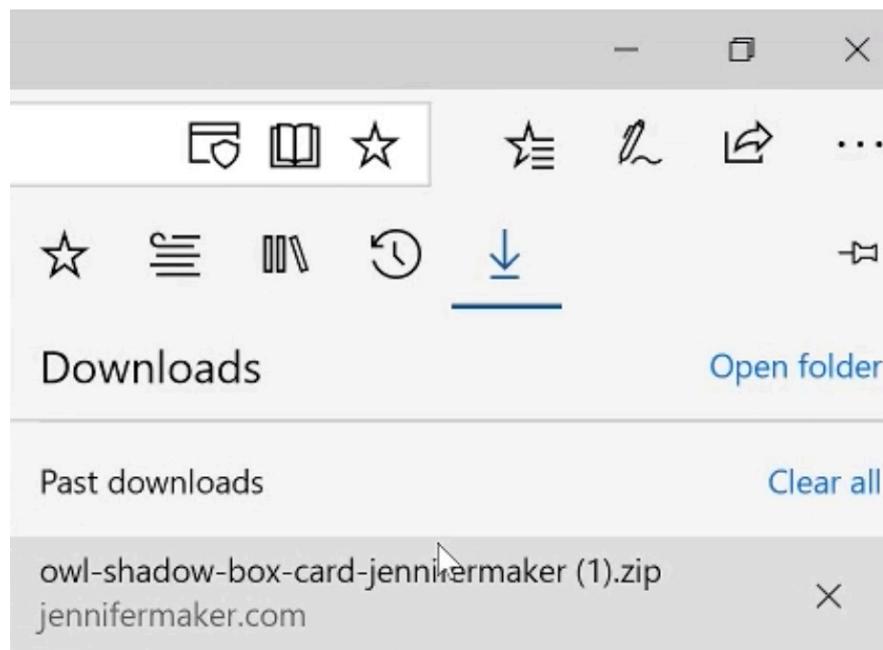 Downloads
Open folder
Past downloads
Clear all
owl-shadow-box-card-jennifermaker (1).zip
jennifermaker.com